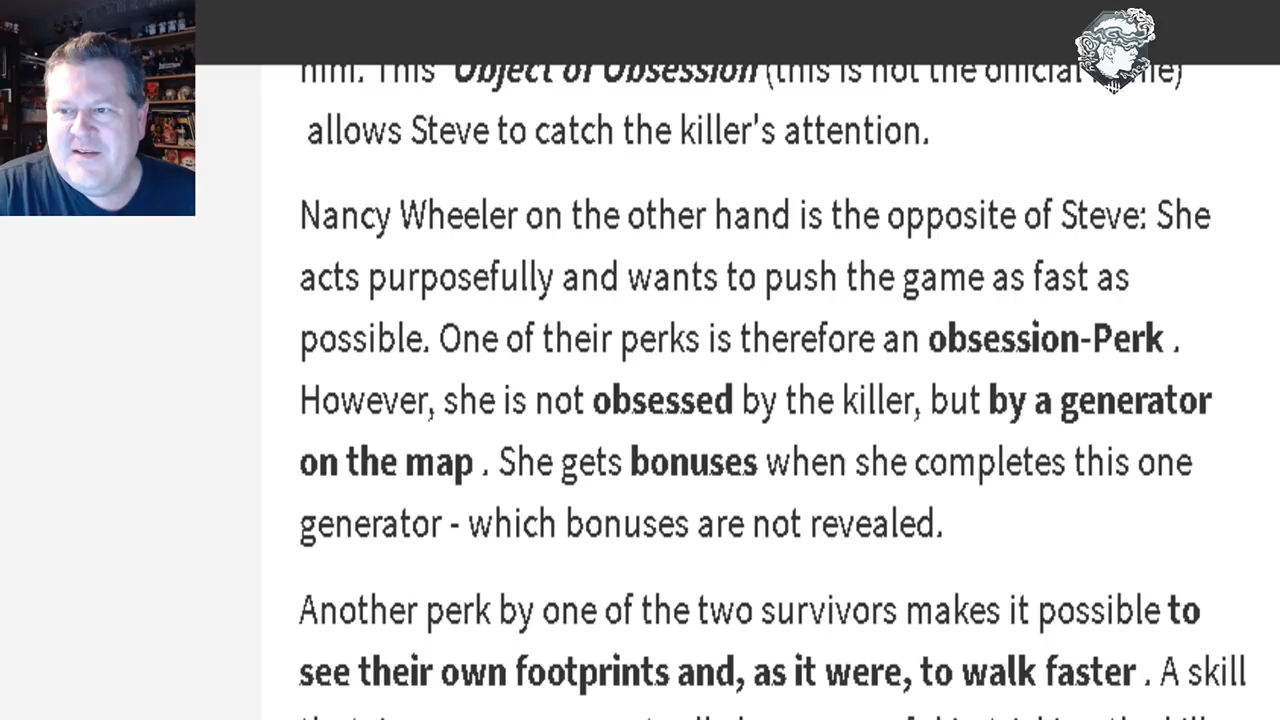 him. This "Object of Obsession (this is not the official
allows Steve to catch the killer's attention.
Nancy Wheeler on the other hand is the opposite of Steve: She
acts purposefully and wants to push the game as fast as
possible. One of their perks is therefore an obsession-Perk .
However, she is not obsessed by the killer, but by a generator
on the map . She gets bonuses when she completes this one
generator - which bonuses are not revealed.
Another perk by one of the two survivors makes it possible to
see their own footprints and, as it were, to walk faster . A skill